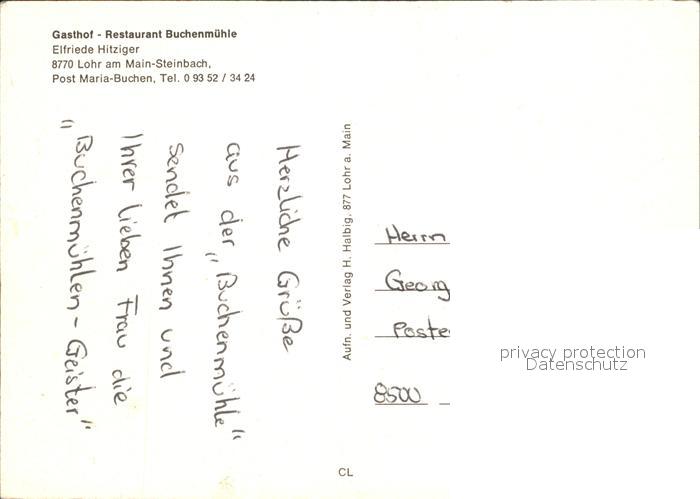 Gasthof - Restaurant Buchenmühle
Elfriede Hitziger
8770 Lohr am Main-Steinbach,
Post Maria-Buchen, Tel. 0 93 52 / 34 24
Herzliche Grüße
aus der „Buchenmühle"
sendet Ihnen und
Ihrer lieben Frau die
"Buchenmühlen-Geister"
Aufn. und Verlag H. Halbig, 877 Lohr a. Main
Herrn
Georg
Poste
8500
privacy protection
Datenschutz
CL